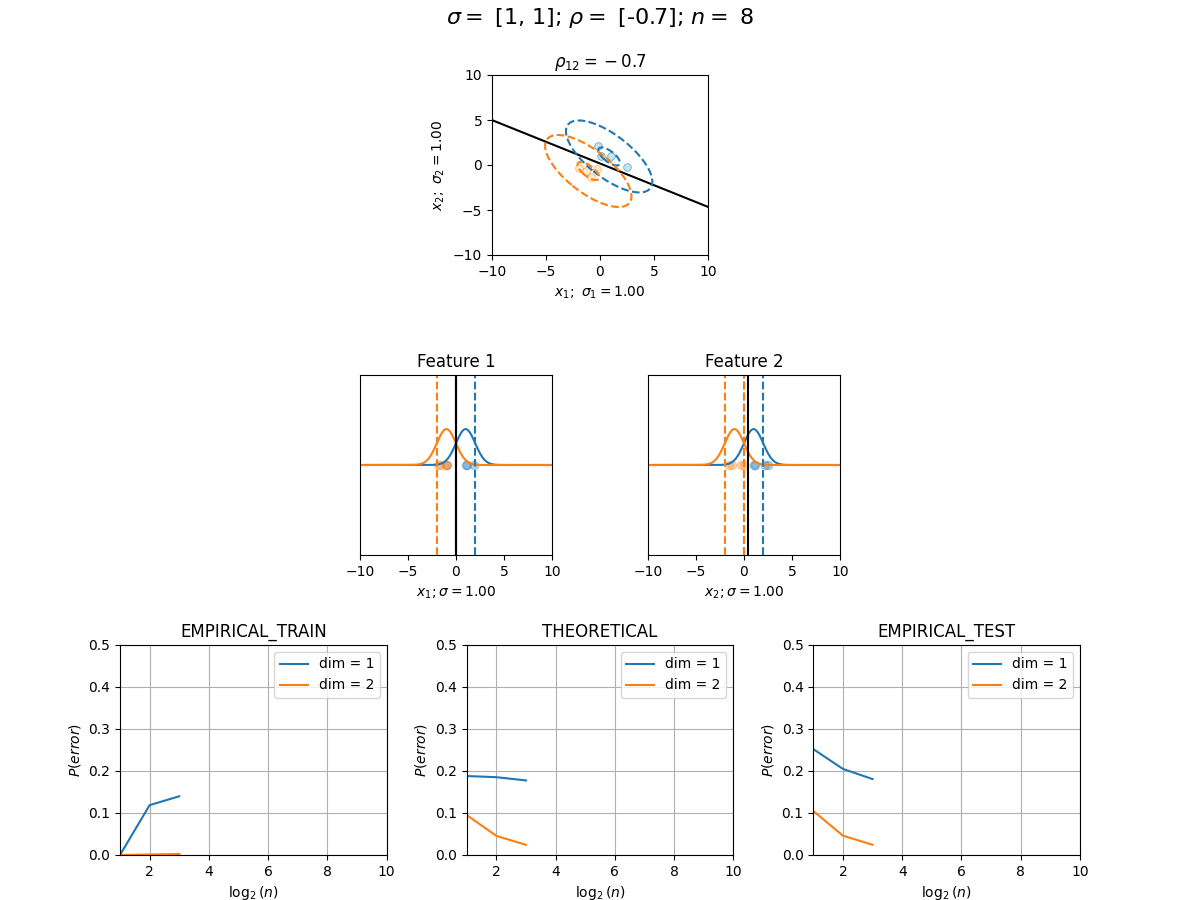 σ = [1, 1]; ρ = [-0.7]; n = 8
ρ₁₂ = −0.7
10
5
0
−5
−10
x₂; σ₂ = 1.00
−10 −5 0 5 10
x₁; σ₁ = 1.00
Feature 1 Feature 2
−10 −5 0 5 10 −10 −5 0 5 10
x₁; σ = 1.00 x₂; σ = 1.00
EMPIRICAL_TRAIN THEORETICAL EMPIRICAL_TEST
0.5 0.5 0.5
dim = 1 dim = 1 dim = 1
dim = 2 dim = 2 dim = 2
0.4 0.4 0.4
0.3 0.3 0.3
P(error) P(error) P(error)
0.2 0.2 0.2
0.1 0.1 0.1
0.0 0.0 0.0
2 4 6 8 10 2 4 6 8 10 2 4 6 8 10
log₂(n) log₂(n) log₂(n)